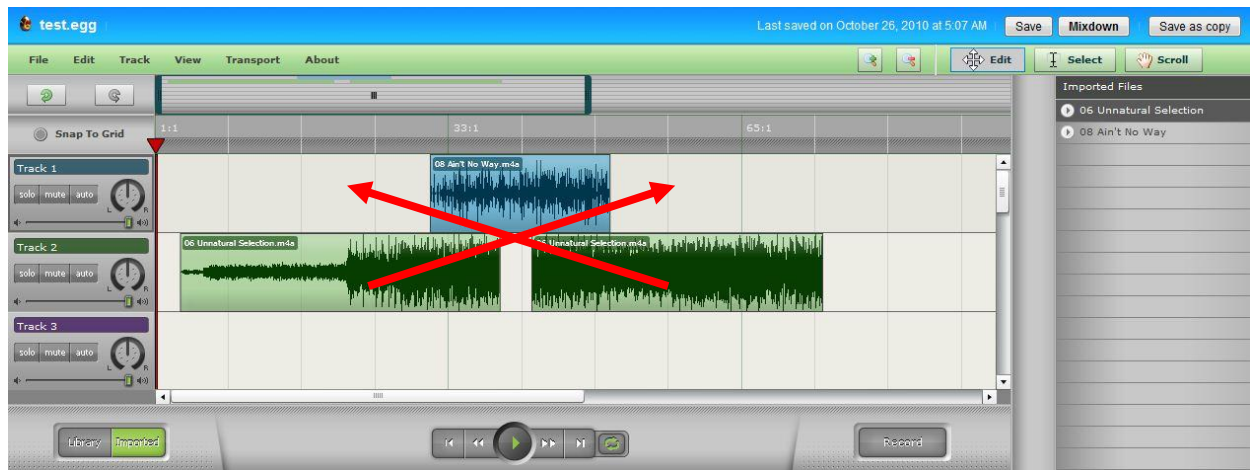 test.egg
Last saved on October 26, 2010 at 5:07 AM Save Mixdown Save as copy
File Edit Track View Transport About Edit Select Scroll
Imported Files
06 Unnatural Selection
08 Ain't No Way
Snap To Grid
1:1 33:1 65:1
Track 1
08 Ain't No Way.m4a
solo mute auto
L R
Track 2
06 Unnatural Selection.m4a
06 Unnatural Selection.m4a
solo mute auto
L R
Track 3
solo mute auto
L R
Library Imported
Record